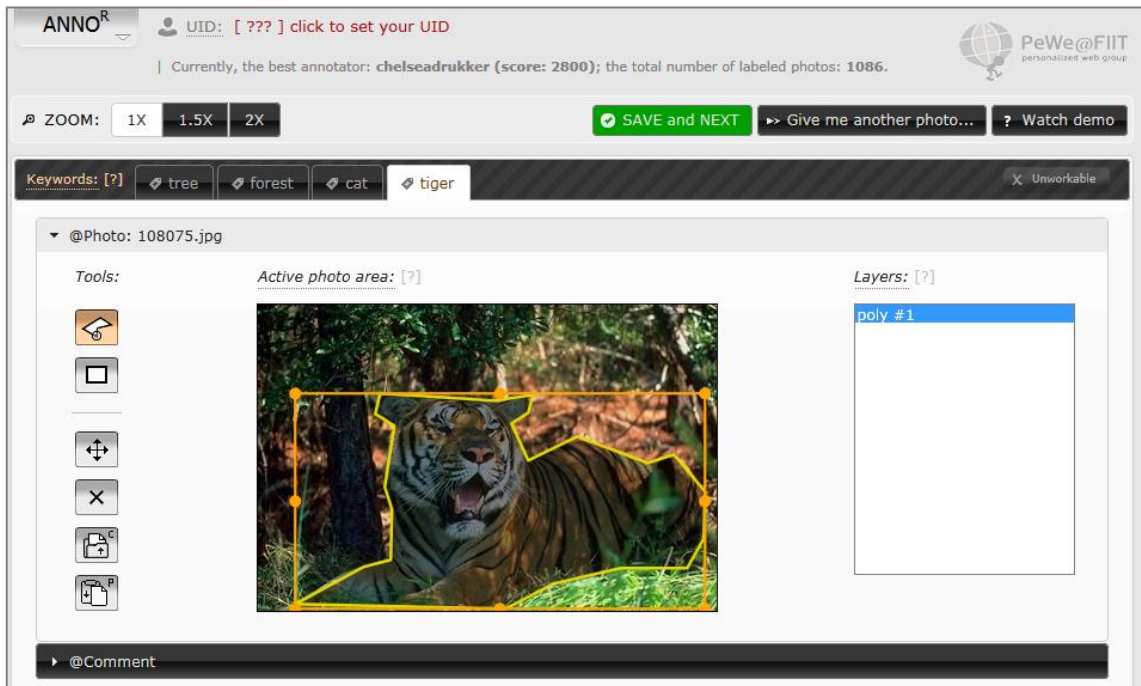 ANNOR
UID: [ ??? ] click to set your UID
| Currently, the best annotator: chelseadrukker (score: 2800); the total number of labeled photos: 1086.
PeWe@FIIT
personalized web group
ZOOM: 1X 1.5X 2X
SAVE and NEXT
Give me another photo...
? Watch demo
Keywords: [?] tree forest cat tiger
X Unworkable
@Photo: 108075.jpg
Tools:
Active photo area: [?]
Layers: [?]
poly #1
C
P
@Comment